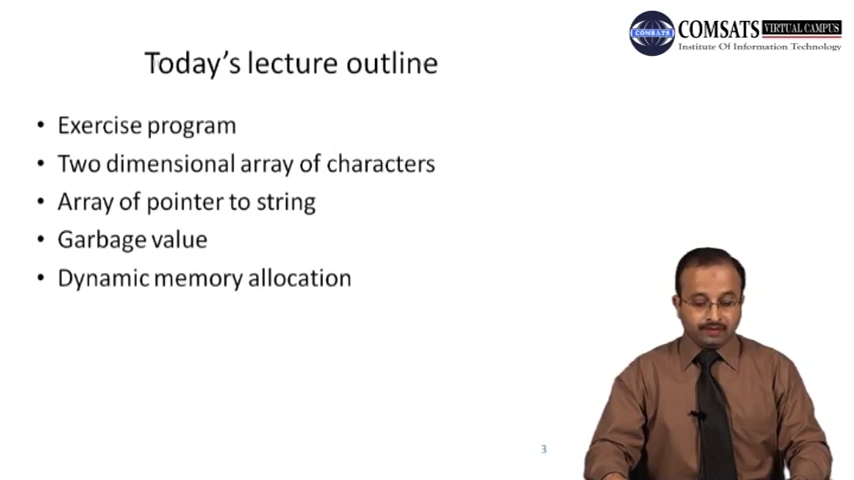 COMSATS VIRTUAL CAMPUS
COMSATS
Institute Of Information Technology
Today's lecture outline
• Exercise program
• Two dimensional array of characters
• Array of pointer to string
• Garbage value
• Dynamic memory allocation
3